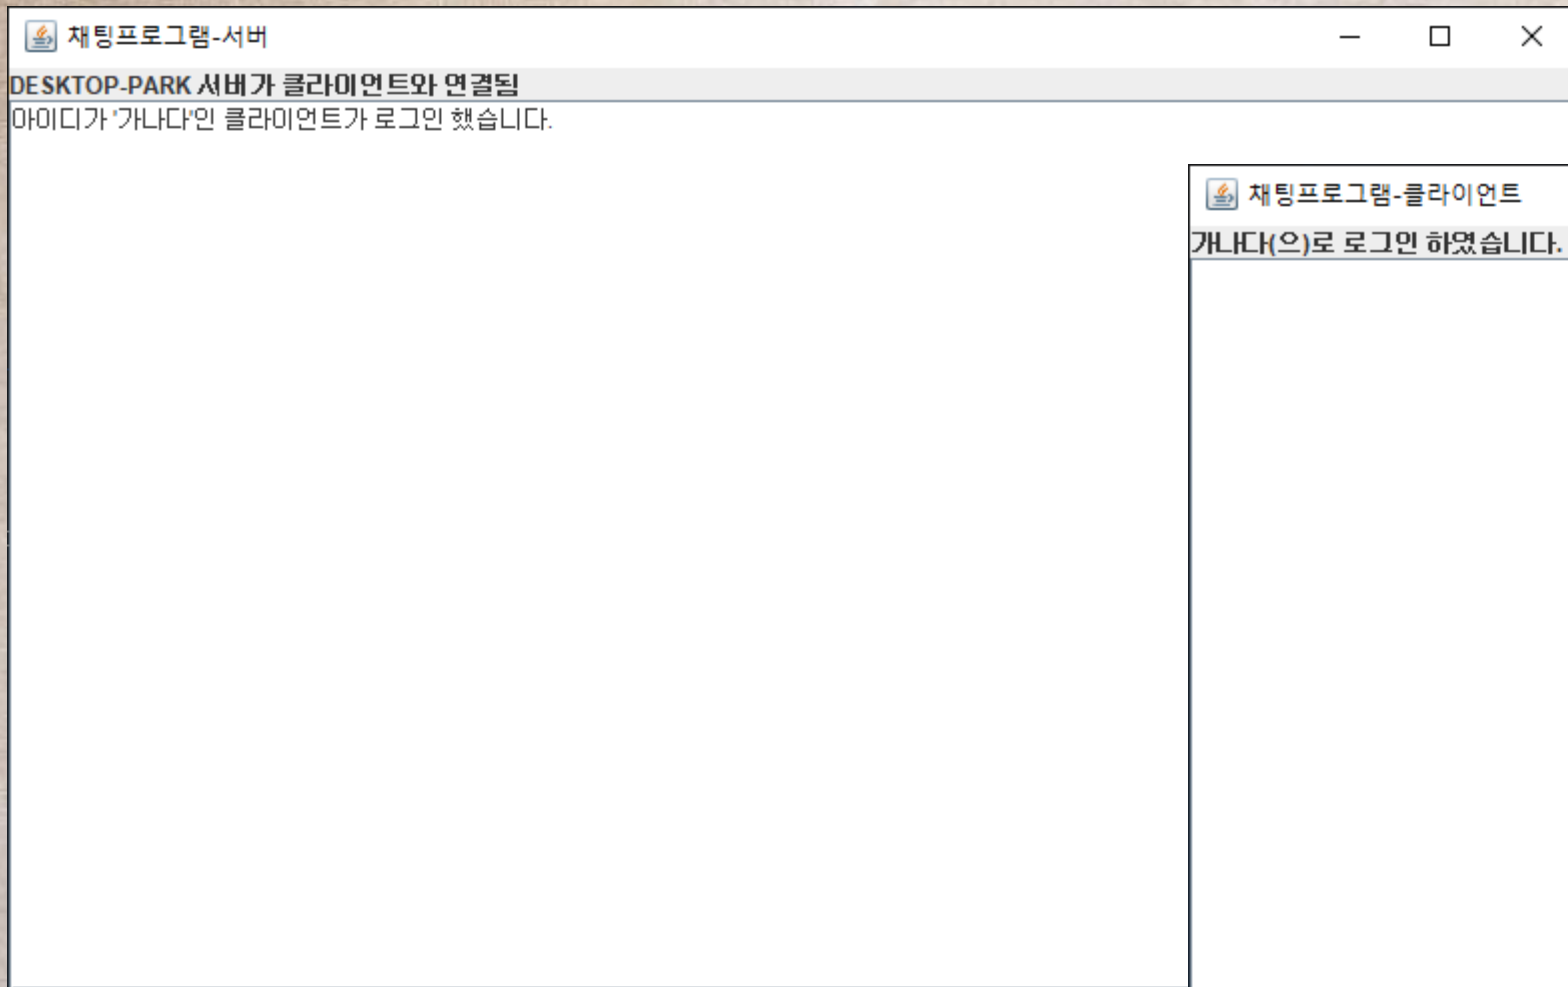 채팅프로그램-서버
DESKTOP-PARK 서버가 클라이언트와 연결됨
아이디가 '가나다'인 클라이언트가 로그인 했습니다.
채팅프로그램-클라이언트
가나다(으)로 로그인 하였습니다.